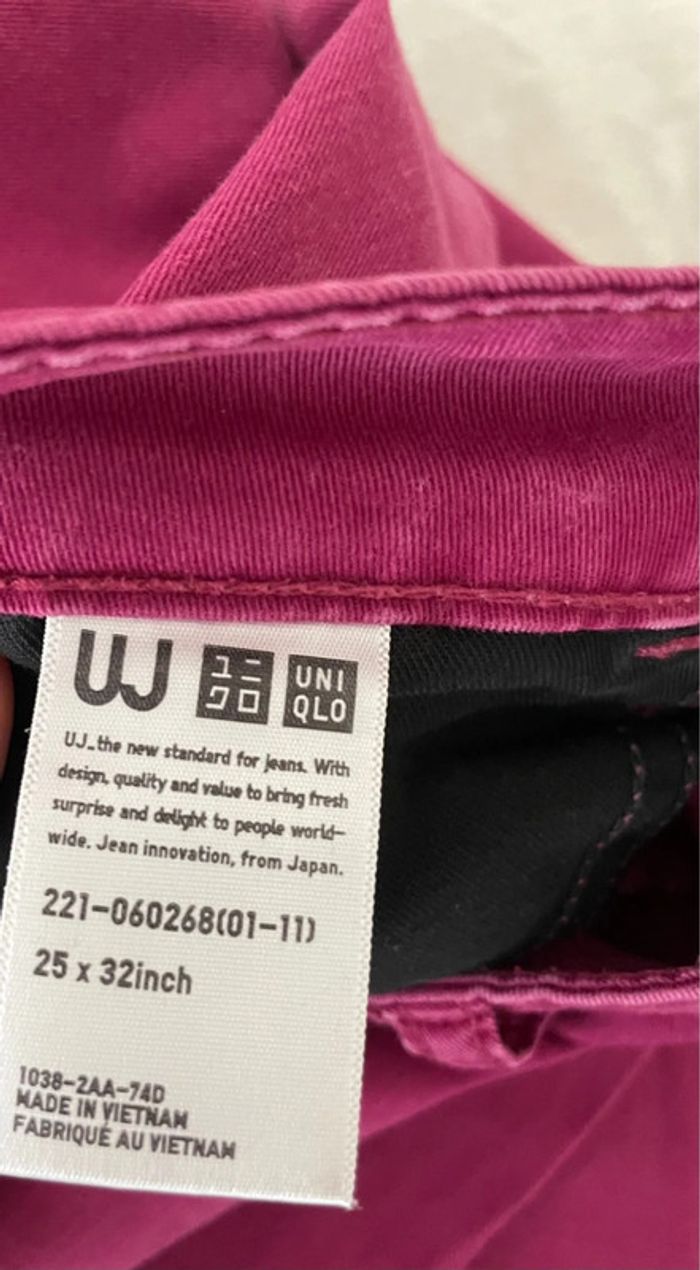 UJ
ユニ
クロ
UNI
QLO
UJ_the new standard for jeans. With
design, quality and value to bring fresh
surprise and delight to people world-
wide. Jean innovation, from Japan.
221-060268(01-11)
25 x 32inch
1038-2AA-74D
MADE IN VIETNAM
FABRIQUÉ AU VIETNAM